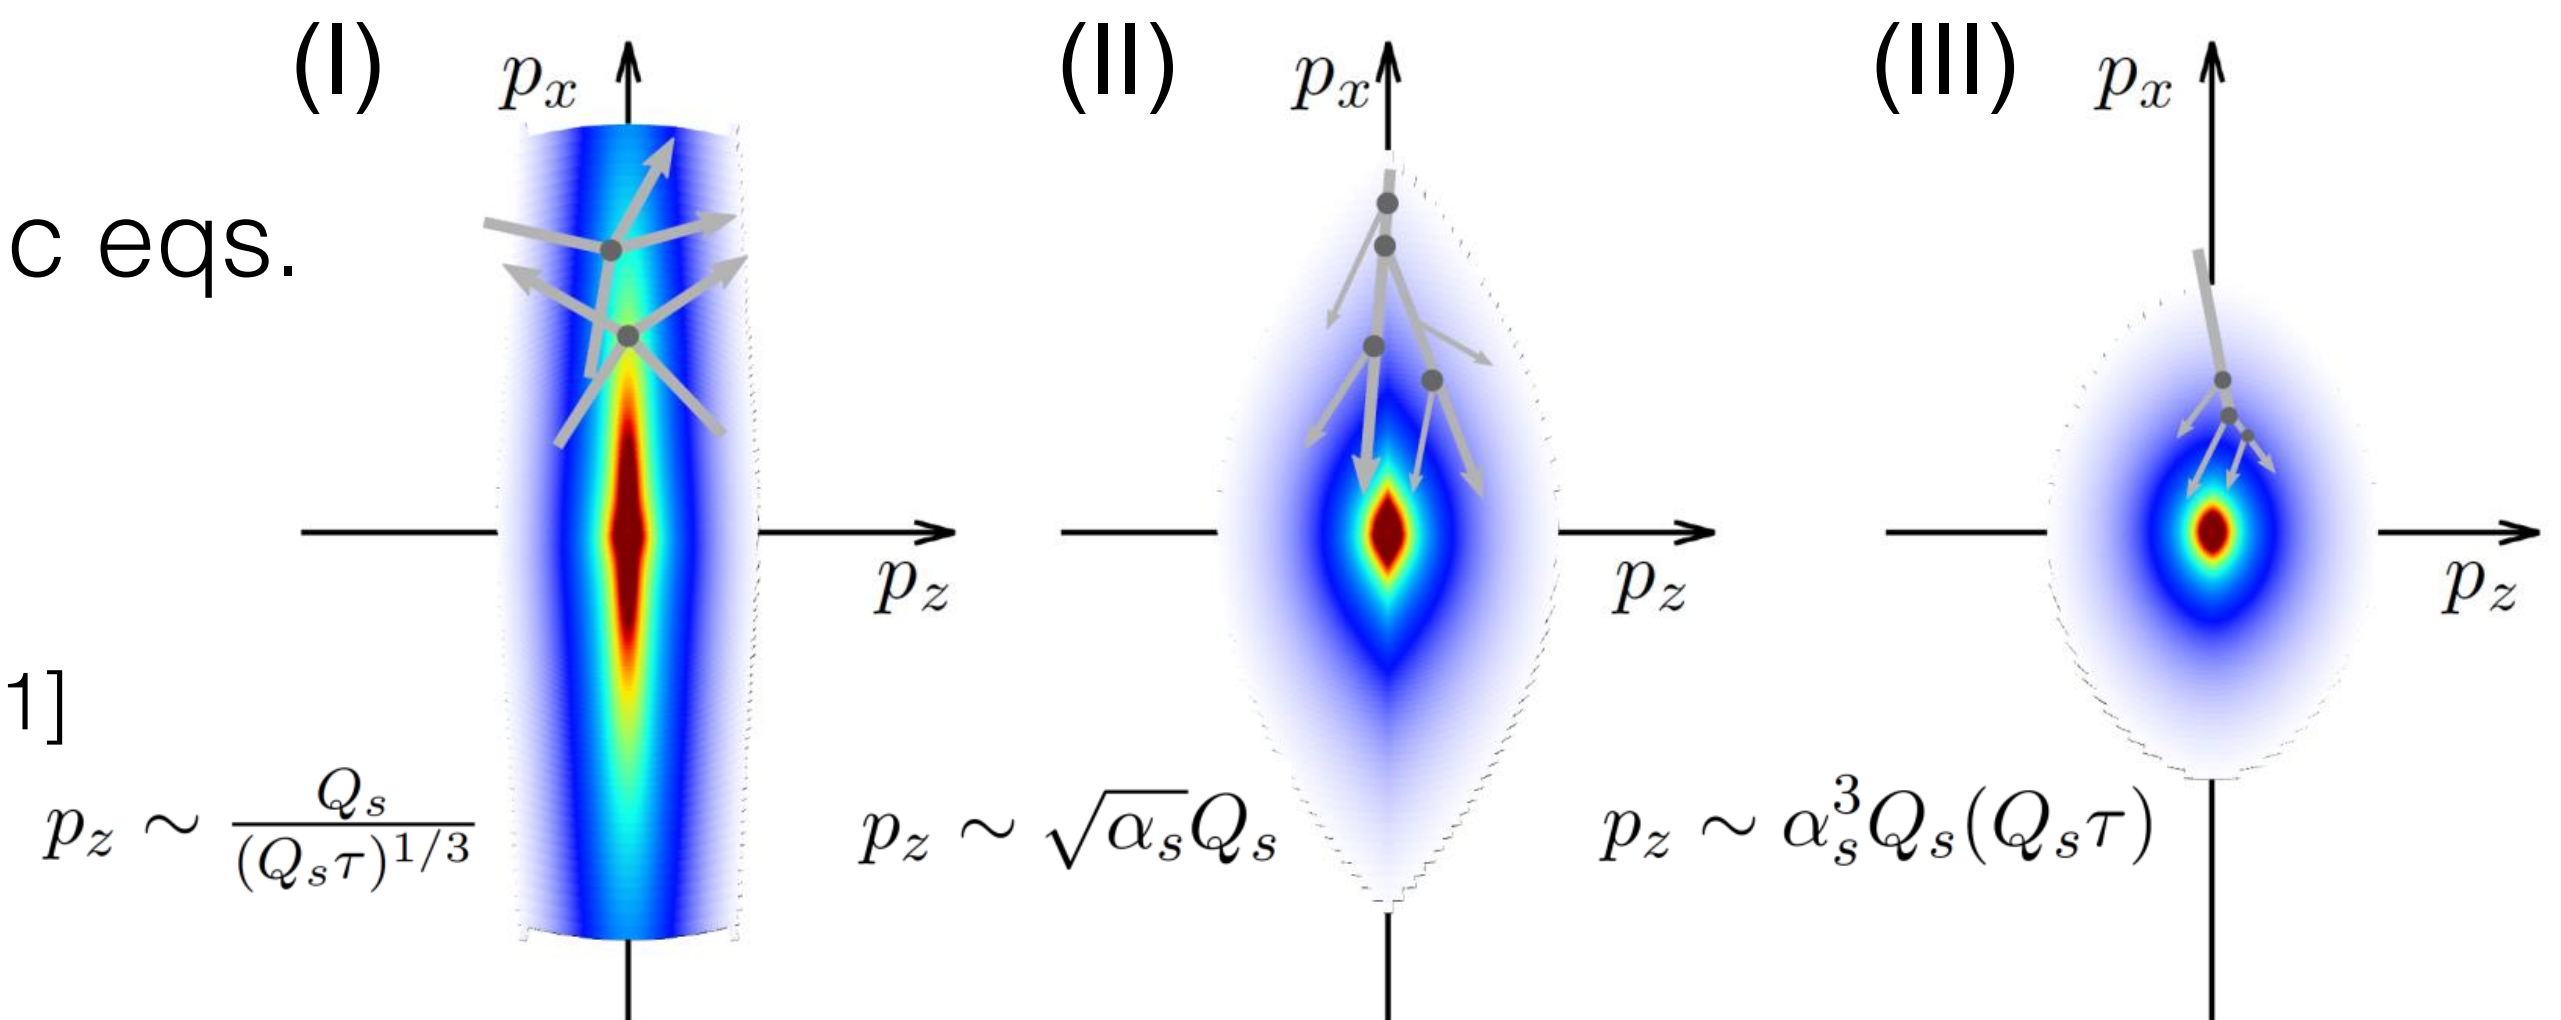 (I) (II) (III)
p_x p_x p_x
c eqs.
p_z p_z p_z
1]
p_z ∼ Q_s/(Q_sτ)^{1/3}
p_z ∼ √α_s Q_s
p_z ∼ α_s^3 Q_s(Q_sτ)